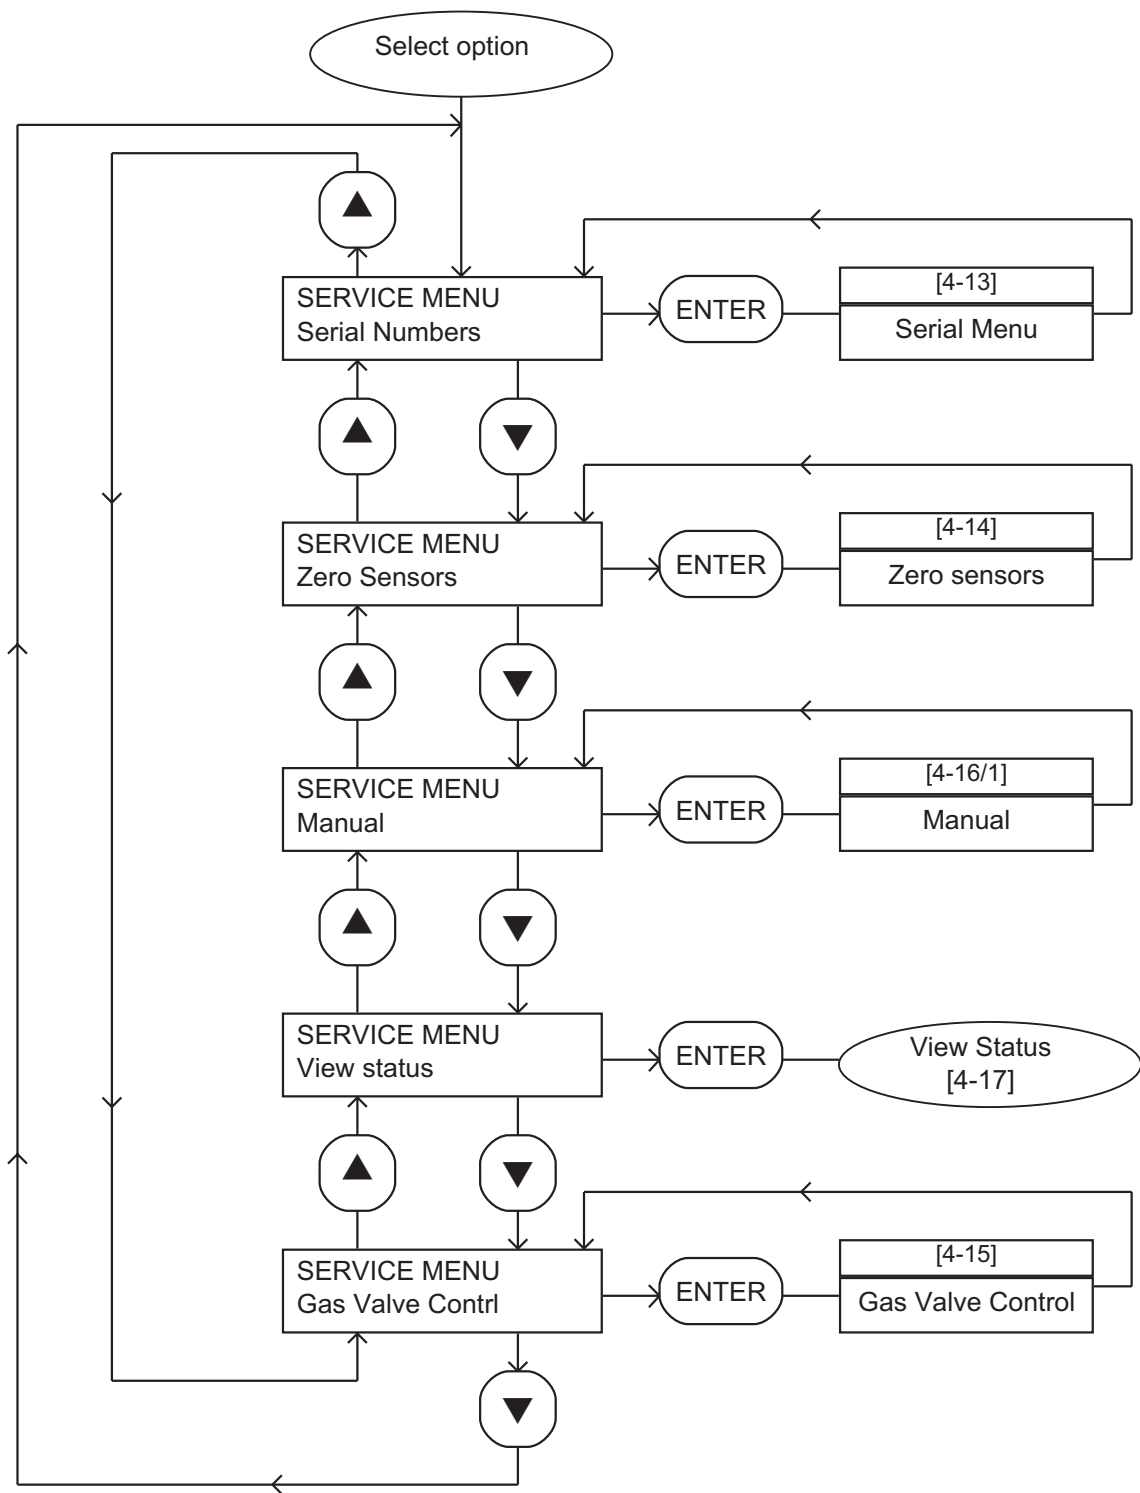 Select option
SERVICE MENU
Serial Numbers
ENTER
[4-13]
Serial Menu
SERVICE MENU
Zero Sensors
ENTER
[4-14]
Zero sensors
SERVICE MENU
Manual
ENTER
[4-16/1]
Manual
SERVICE MENU
View status
ENTER
View Status
[4-17]
SERVICE MENU
Gas Valve Contrl
ENTER
[4-15]
Gas Valve Control